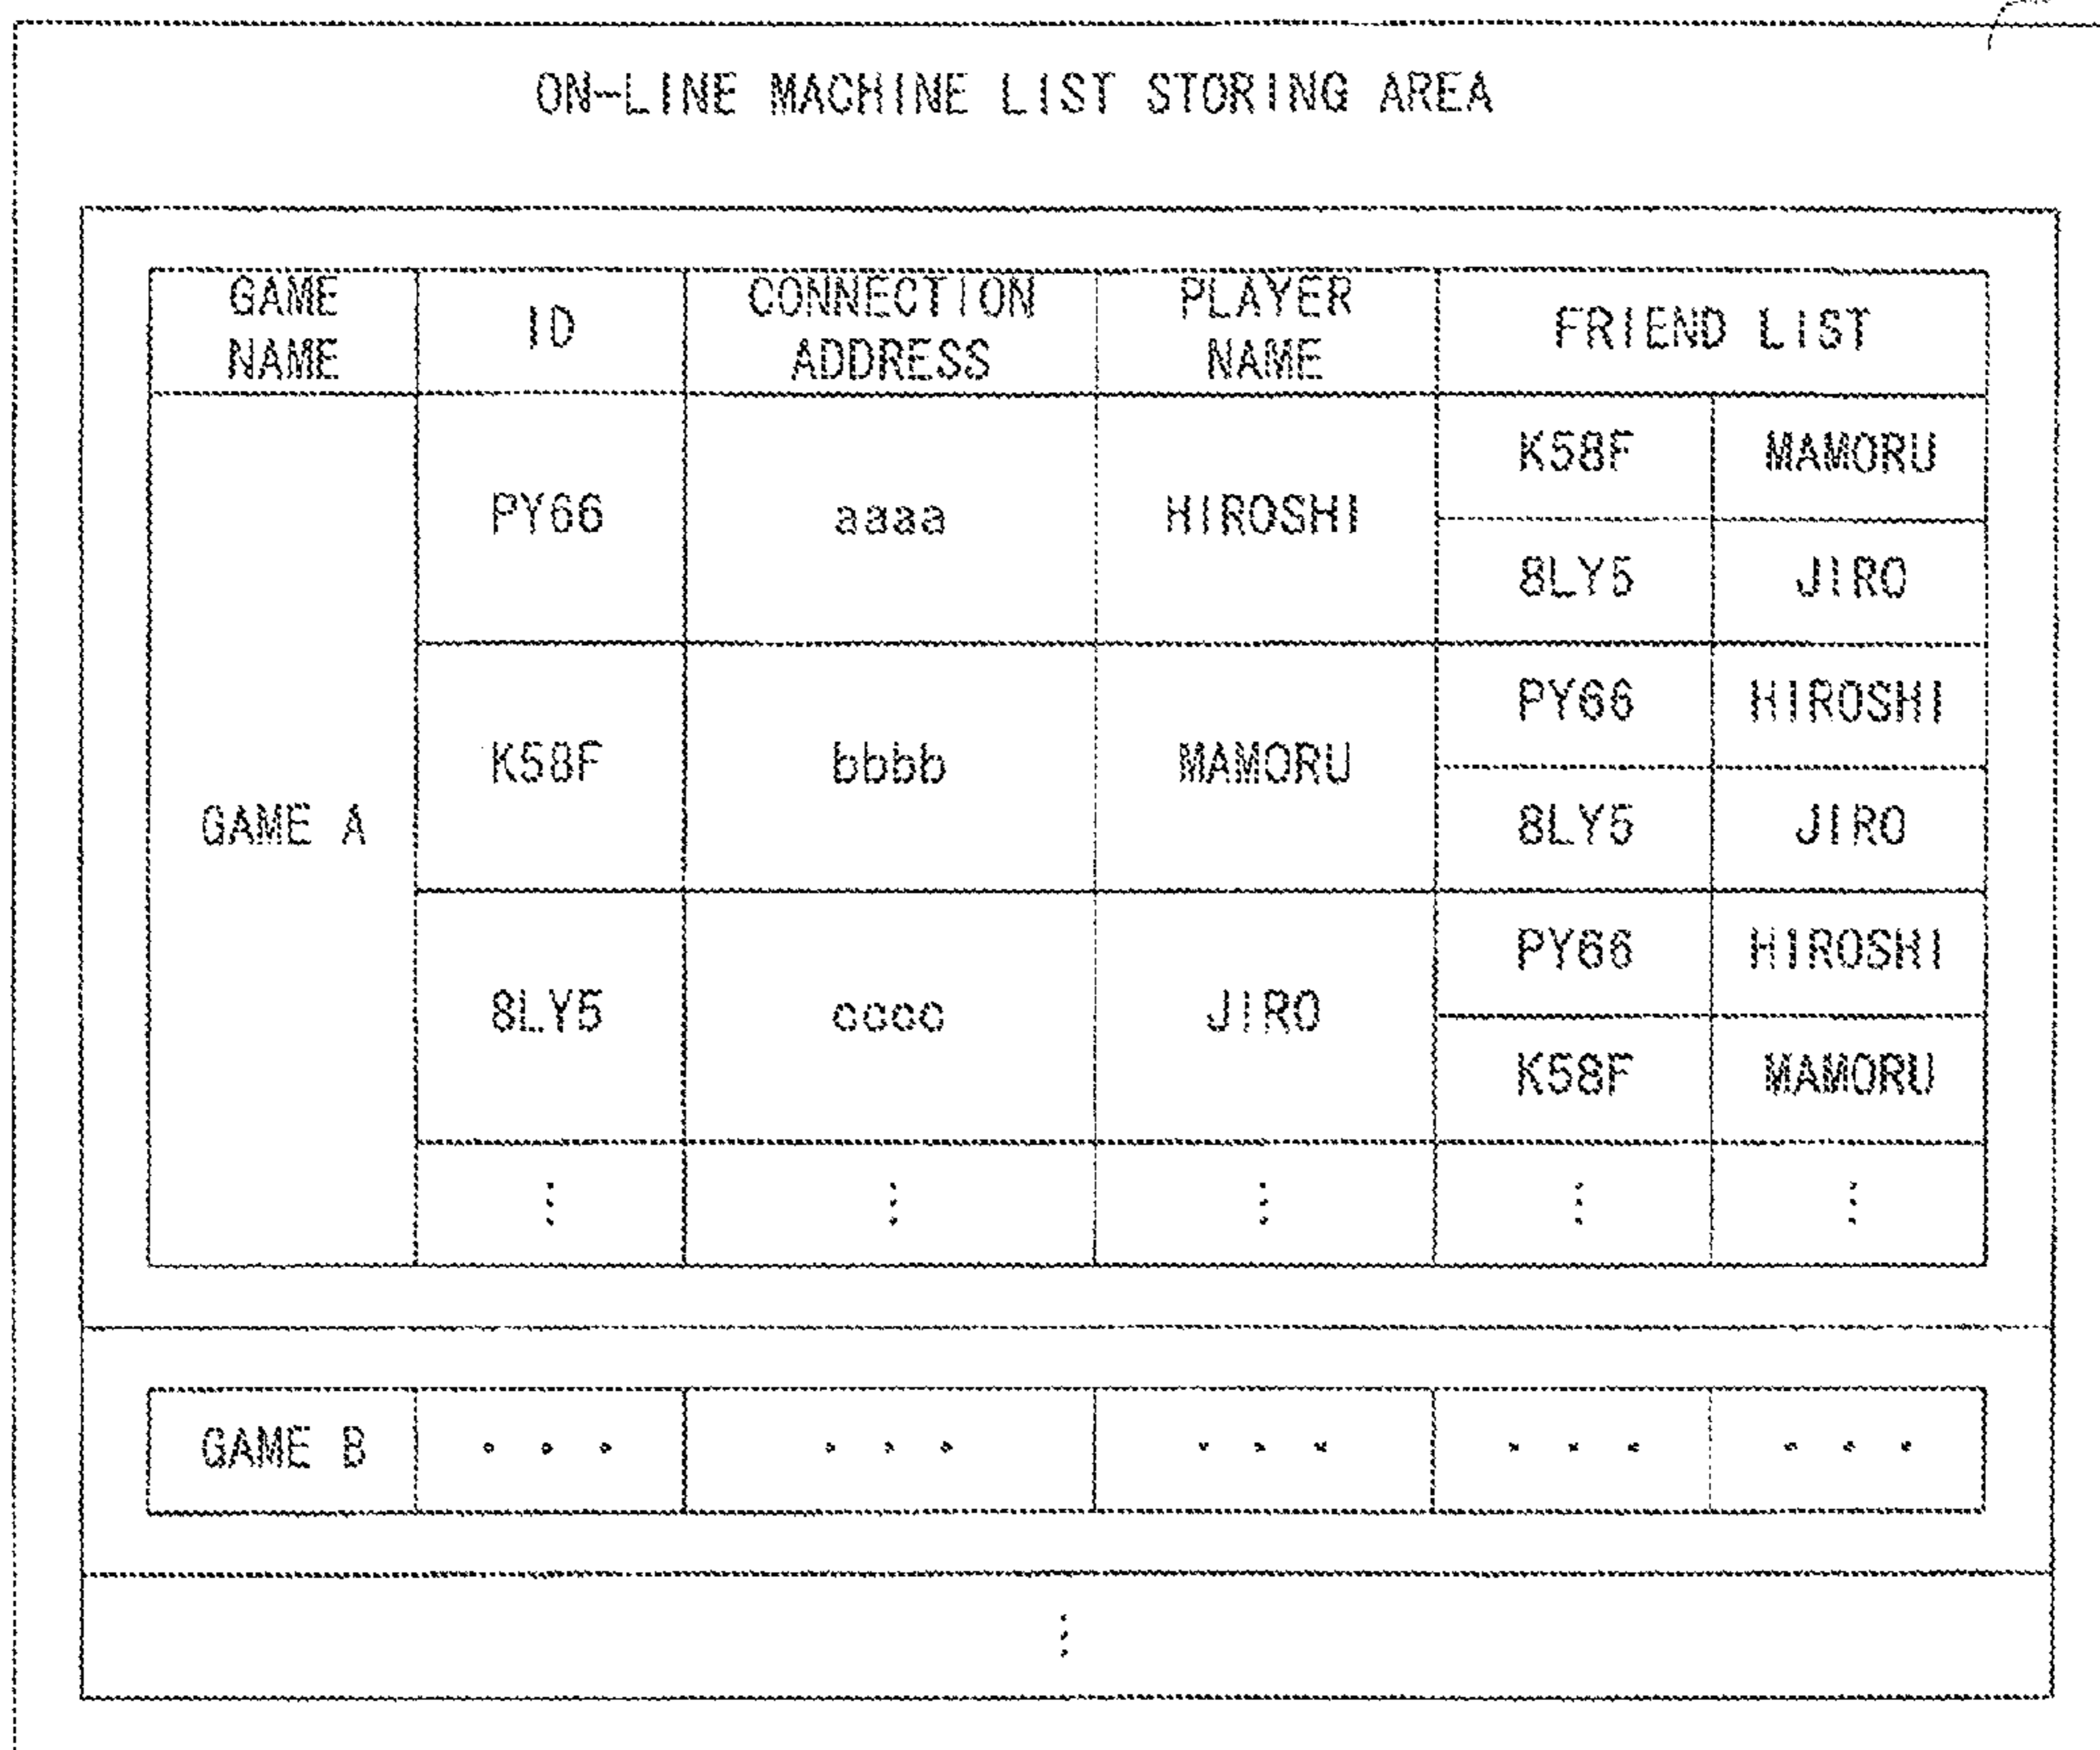 ON-LINE MACHINE LIST STORING AREA
GAME NAME ID CONNECTION ADDRESS PLAYER NAME FRIEND LIST
GAME A
PY66 aaaa HIROSHI
K58F MAMORU
8LY5 JIRO
K58F bbbb MAMORU
PY66 HIROSHI
8LY5 JIRO
8LY5 cccc JIRO
PY66 HIROSHI
K58F MAMORU
GAME B